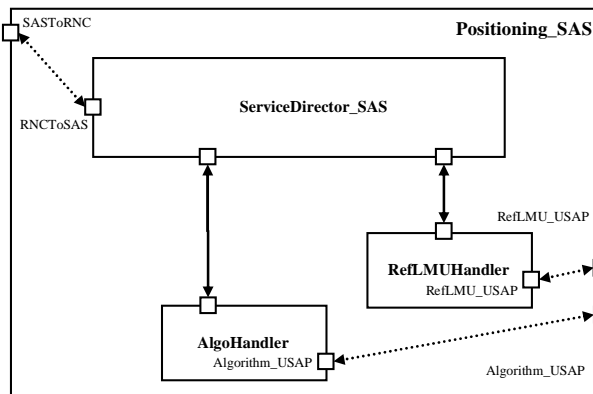 SASToRNC
Positioning_SAS
ServiceDirector_SAS
RNCToSAS
RefLMU_USAP
RefLMUHandler
RefLMU_USAP
AlgoHandler
Algorithm_USAP
Algorithm_USAP